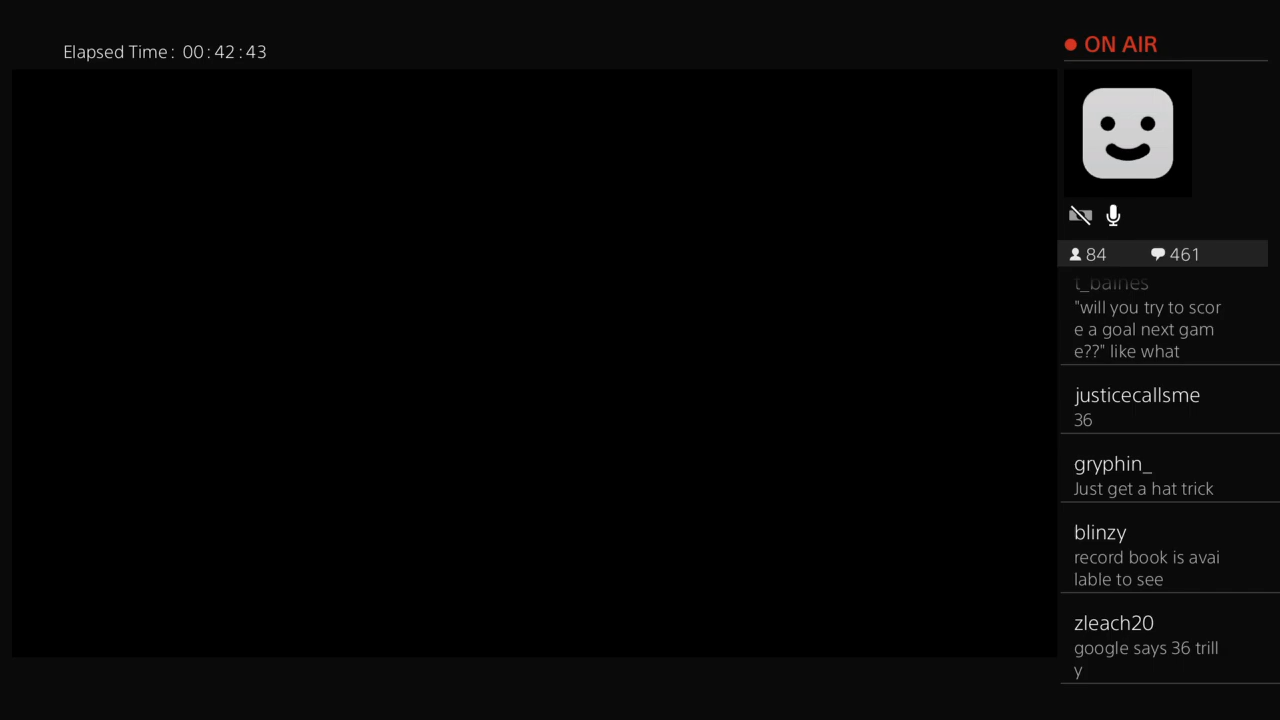 Elapsed Time: 00:42:43
ON AIR
84 461
t_baines
"will you try to scor
e a goal next gam
e??" like what
justicecallsme
36
gryphin_
Just get a hat trick
blinzy
record book is avai
lable to see
zleach20
google says 36 trill
y